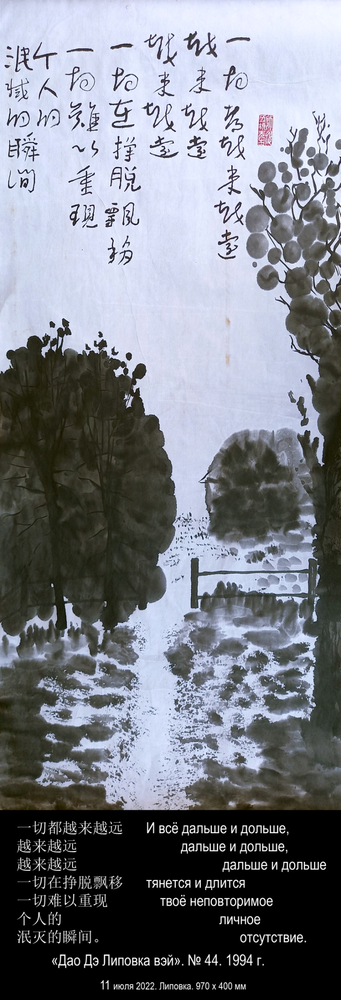 一切都越来越遠
越来越遠
越来越遠
一切在掙脫飄移
一切難以重現
个人的
泯滅的瞬間
一切都越来越远 И всё дальше и дольше,
越来越远 дальше и дольше,
越来越远 дальше и дольше
一切在挣脱飘移 тянется и длится
一切难以重现 твоё неповторимое
个人的 личное
泯灭的瞬间。 отсутствие.
«Дао Дэ Липовка вэй». № 44. 1994 г.
11 июля 2022. Липовка. 970 х 400 мм